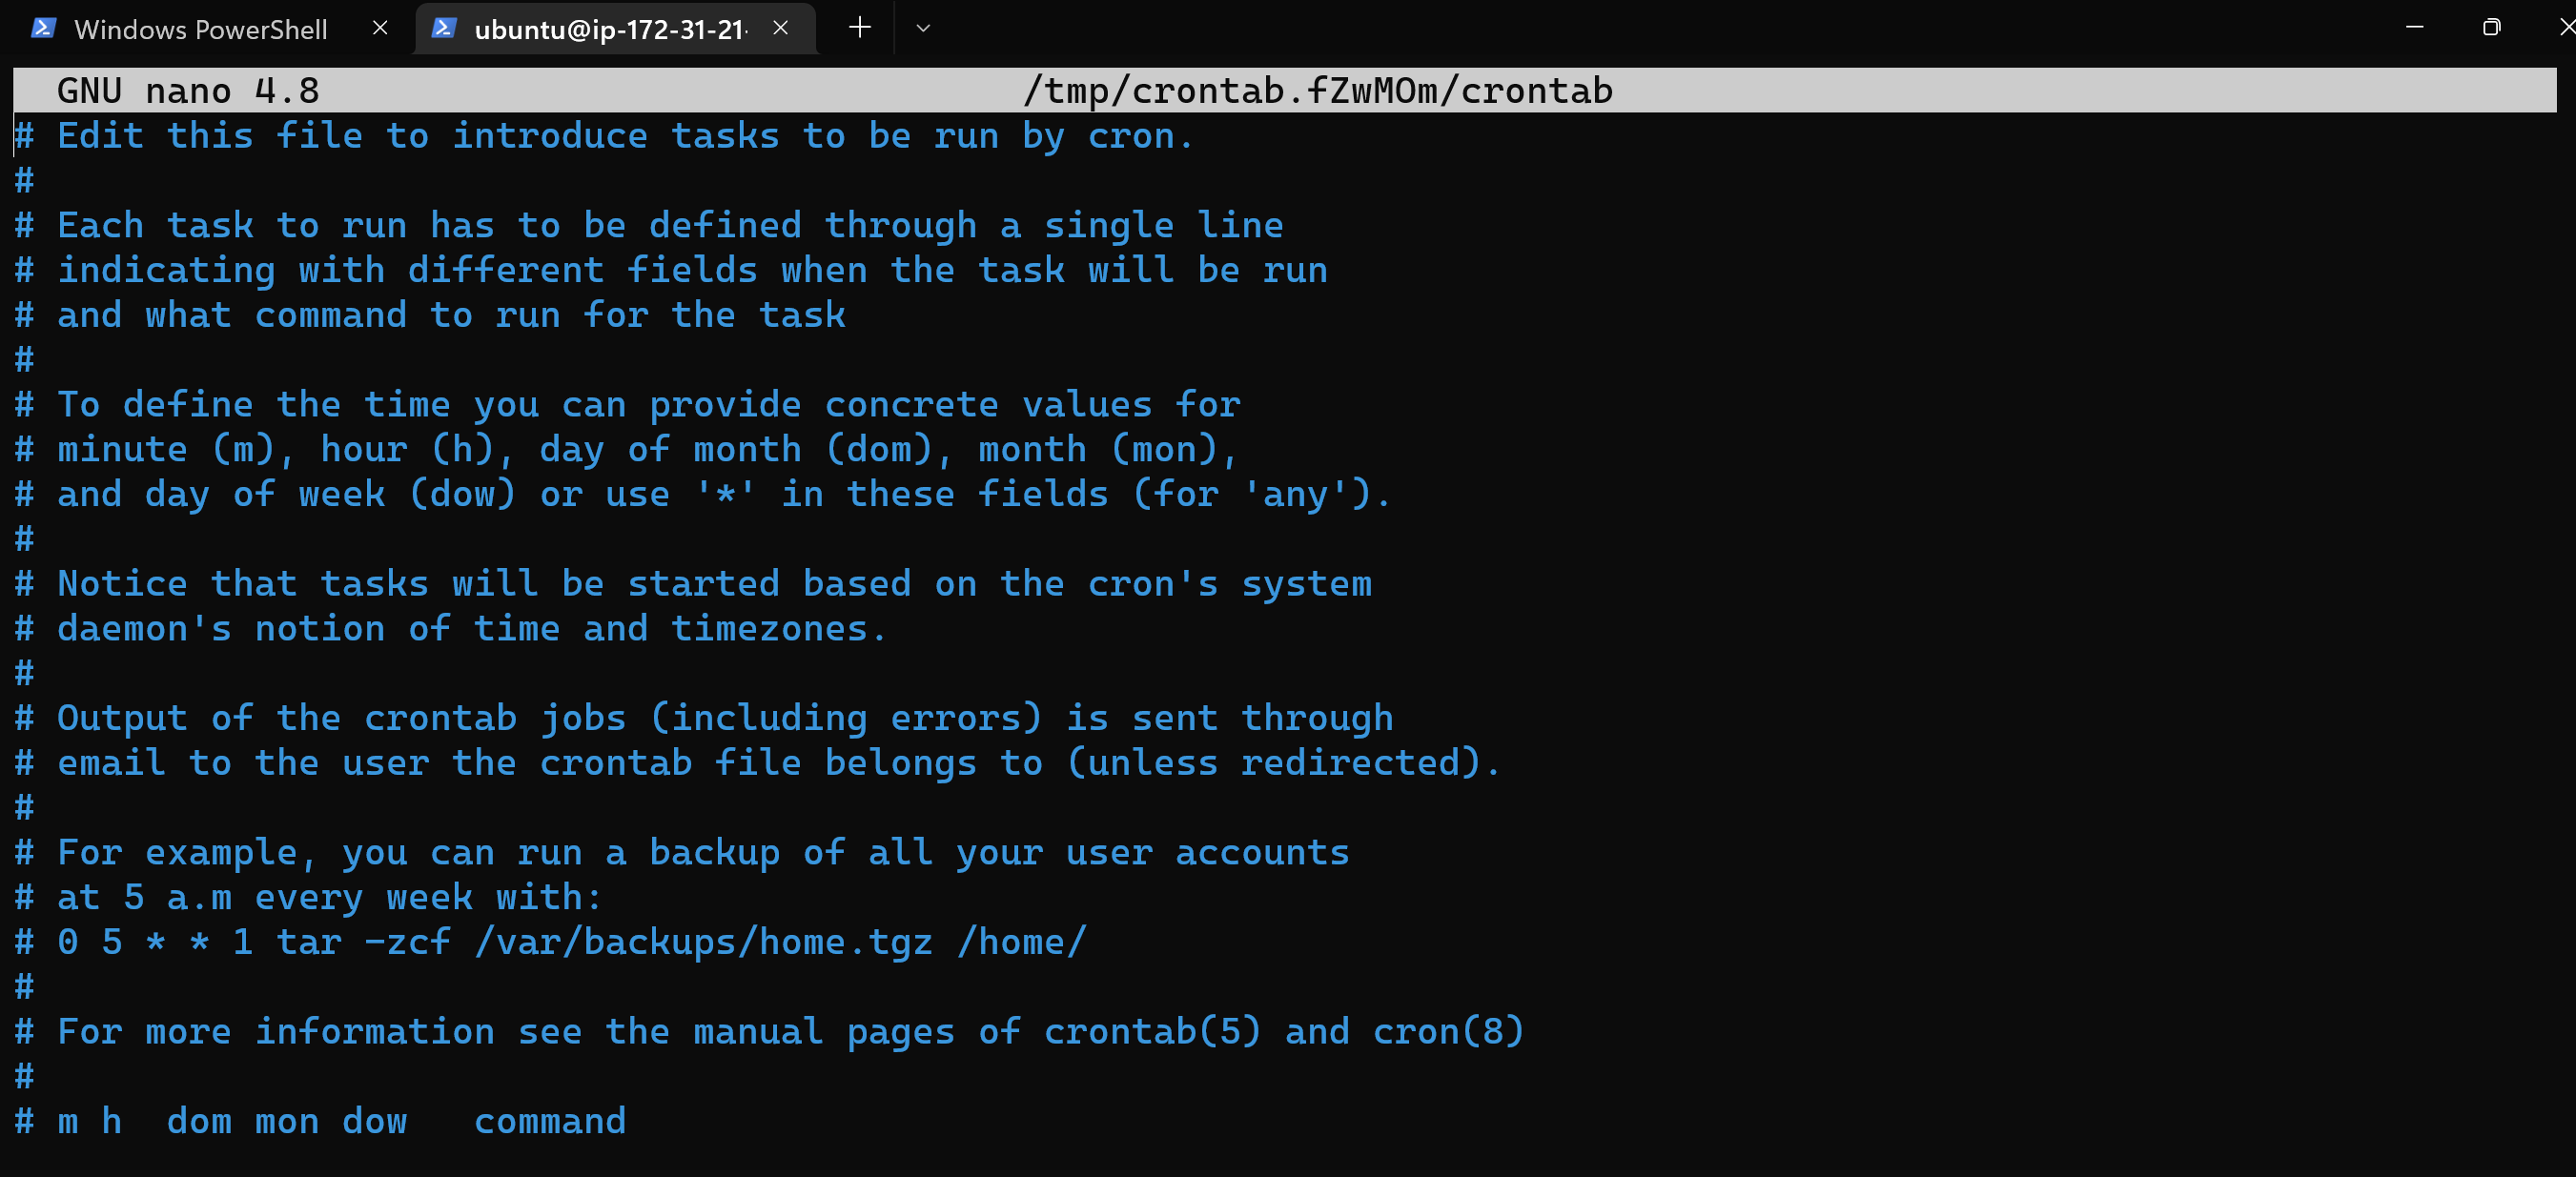 Windows PowerShell
ubuntu@ip-172-31-21-
GNU nano 4.8 /tmp/crontab.fZwMOm/crontab
# Edit this file to introduce tasks to be run by cron.
#
# Each task to run has to be defined through a single line
# indicating with different fields when the task will be run
# and what command to run for the task
#
# To define the time you can provide concrete values for
# minute (m), hour (h), day of month (dom), month (mon),
# and day of week (dow) or use '*' in these fields (for 'any').
#
# Notice that tasks will be started based on the cron's system
# daemon's notion of time and timezones.
#
# Output of the crontab jobs (including errors) is sent through
# email to the user the crontab file belongs to (unless redirected).
#
# For example, you can run a backup of all your user accounts
# at 5 a.m every week with:
# 0 5 * * 1 tar -zcf /var/backups/home.tgz /home/
#
# For more information see the manual pages of crontab(5) and cron(8)
#
# m h  dom mon dow   command